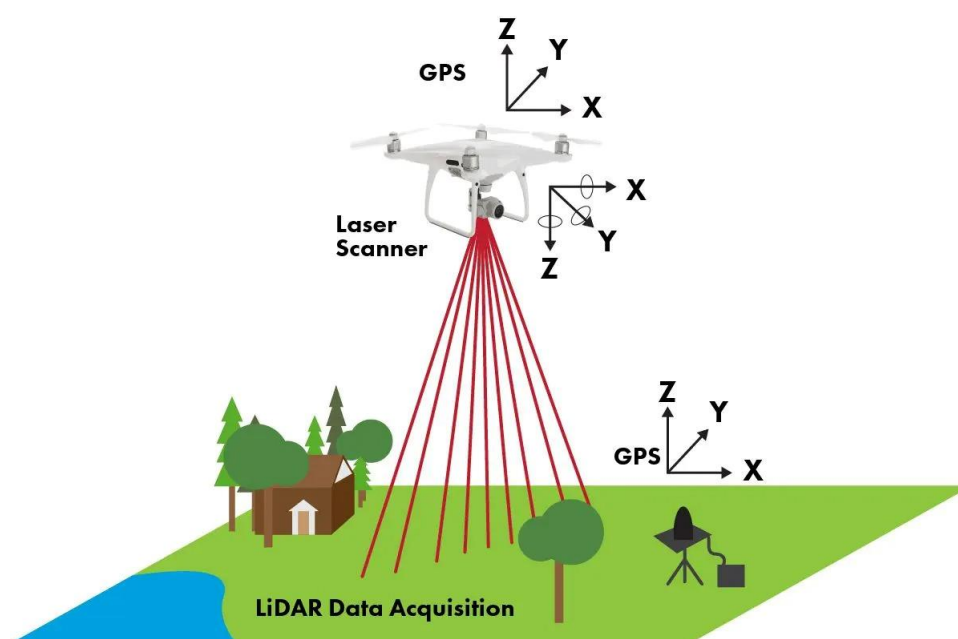 Z
Y
GPS
X
X
Laser
Scanner
Y
Z
Z
Y
GPS
X
LiDAR Data Acquisition